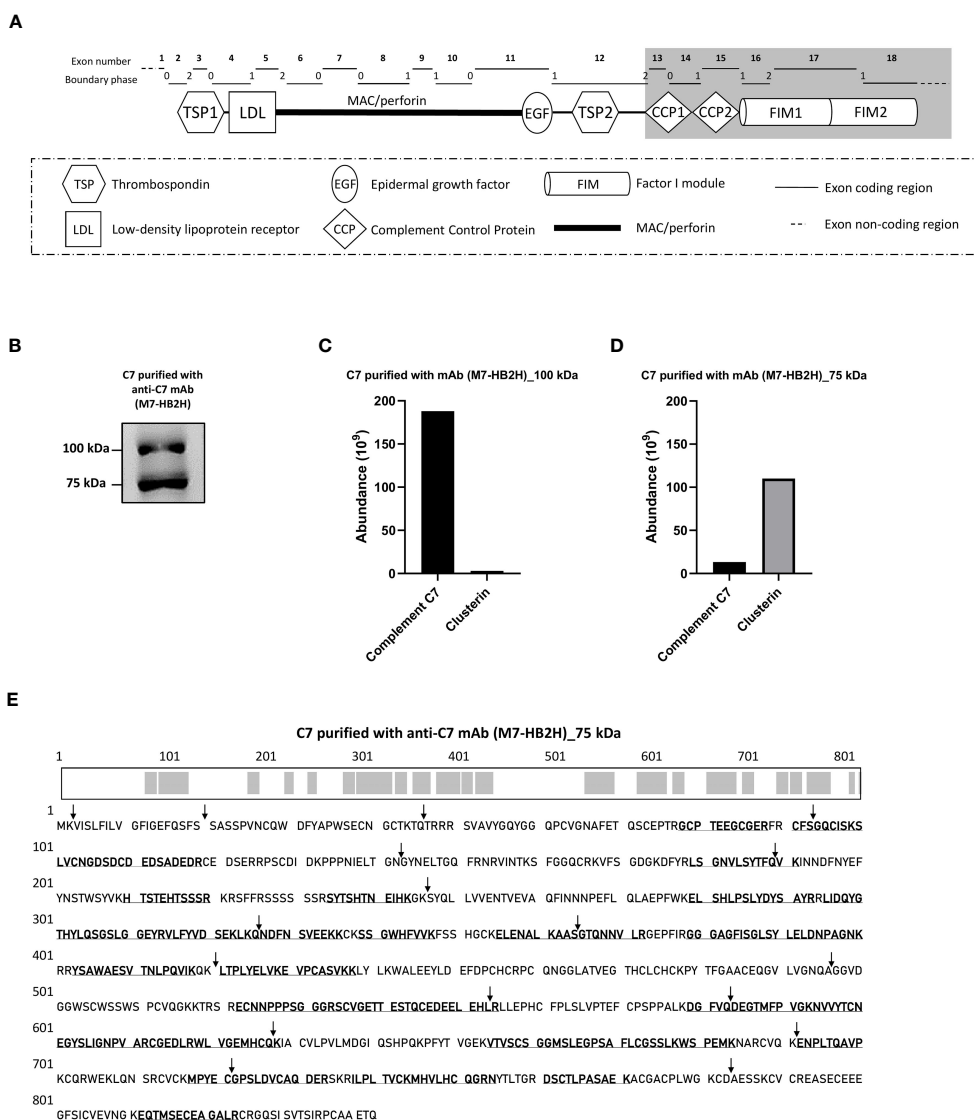 A
Exon number 1 2 3 4 5 6 7 8 9 10 11 12 13 14 15 16 17 18
Boundary phase 0 2 0 1 2 0 0 1 1 0 1 2 0 1 1 2 1
MAC/perforin
TSP1 LDL EGF TSP2 CCP1 CCP2 FIM1 FIM2
TSP Thrombospondin EGF Epidermal growth factor FIM Factor I module Exon coding region
LDL Low-density lipoprotein receptor CCP Complement Control Protein MAC/perforin Exon non-coding region
B
C7 purified with
anti-C7 mAb
(M7-HB2H)
100 kDa
75 kDa
C
C7 purified with mAb (M7-HB2H)_100 kDa
Abundance (10⁹)
200
150
100
50
0
Complement C7
Clusterin
D
C7 purified with mAb (M7-HB2H)_75 kDa
Abundance (10⁹)
200
150
100
50
0
Complement C7
Clusterin
E
C7 purified with anti-C7 mAb (M7-HB2H)_75 kDa
1 101 201 301 401 501 601 701 801
1
MKVISLFILV GFIGEFQSFS SASSPVNCQW DFYAPWSECN GCTKTQTRRR SVAVYGQYGG QPCVGNAFET QSCEPTRGCP TEEGCGERFR CFSGQCISKS
101
LVCNGDSDCD EDSADEDRCE DSERRPSCDI DKPPPNIELT GNGYNELTGQ FRNRVINTKS FGGQCRKVFS GDGKDFYRLS GNVLSYTFQV KINNDFNYEF
201
YNSTWSYVKH TSTEHTSSSR KRSFFRSSSS SSRSYTSHTN EIHKGKSYQL LVVENTVEVA QFINNNPEFL QLAEPFWKEL SHLPSLYDYS AYRRLIDQYG
301
THYLQSGSLG GEYRVLFYVD SEKLKQNDFN SVEEKKCKSS GWHFVVKFSS HGCKELENAL KAASGTQNNV LRGEPFIRGG GAGFISGLSY LELDNPAGNK
401
RRYSAWAESV TNLPQVIKQK LTPLYELVKE VPCASVKKLY LKWALEEYLD EFDPCHCRPC QNGGLATVEG THCLCHCKPY TFGAACEQGV LVGNQAGGVD
501
GGWSCWSSWS PCVQGKKTRS RECNNPPPSG GGRSCVGETT ESTQCEDEEL EHLRLLEPHC FPLSLVPTEF CPSPPALKDG FVQDEGTMFP VGKNVVYTCN
601
EGYSLIGNPV ARCGEDLRWL VGEMHCQKIA CVLPVLMDGI QSHPQKPFYT VGEKVTVSCS GGMSLEGPSA FLCGSSLKWS PEMKNARCVQ KENPLTQAVP
701
KCQRWEKLQN SRCVCKMPYE CGPSLDVCAQ DERSKRILPL TVCKMHVLHC QGRNYTLTGR DSCTLPASAE KACGACPLWG KCDAESSKCV CREASECEEE
801
GFSICVEVNG KEQTMSECEA GALRCRGQSI SVTSIRPCAA ETQ